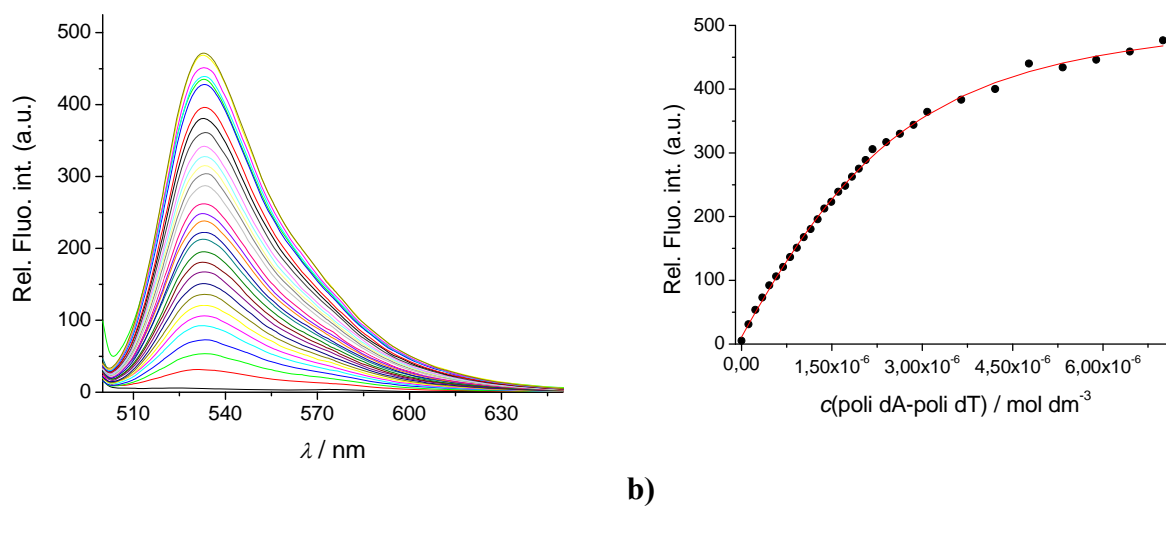 500
400
300
200
100
0
Rel. Fluo. int. (a.u.)
510 540 570 600 630
λ / nm
500
400
300
200
100
0
Rel. Fluo. int. (a.u.)
0,00 1,50x10⁻⁶ 3,00x10⁻⁶ 4,50x10⁻⁶ 6,00x10⁻⁶
c(poli dA-poli dT) / mol dm⁻³
b)